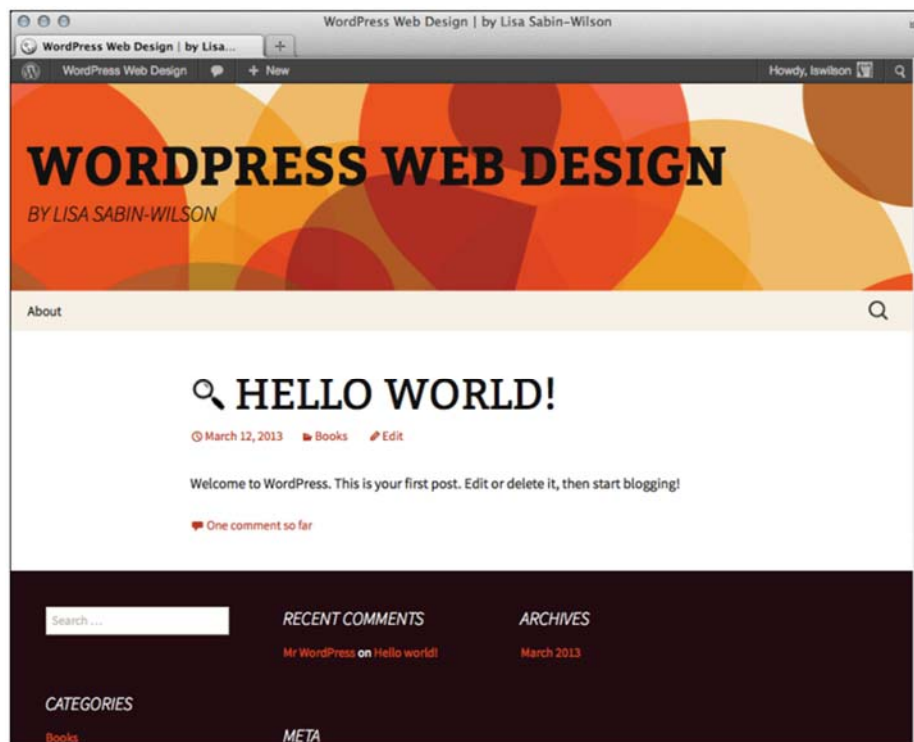 WordPress Web Design | by Lisa Sabin-Wilson
WordPress Web Design | by Lisa...
WordPress Web Design + New Howdy, lswilson
WORDPRESS WEB DESIGN
BY LISA SABIN-WILSON
About
HELLO WORLD!
March 12, 2013 Books Edit
Welcome to WordPress. This is your first post. Edit or delete it, then start blogging!
One comment so far
Search ...
RECENT COMMENTS
Mr WordPress on Hello world!
ARCHIVES
March 2013
CATEGORIES
Books
META